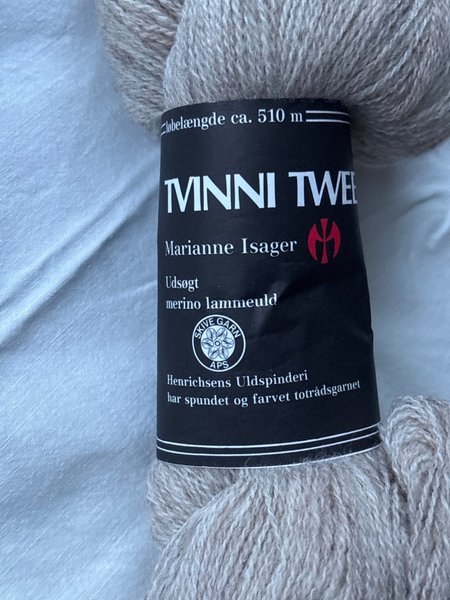 løbelængde ca. 510 m
TVINNI TWEE
Marianne Isager
Udsøgt
merino lammeuld
SKIVE GARN
APS
Henrichsens Uldspinderi
har spundet og farvet totrådsgarnet